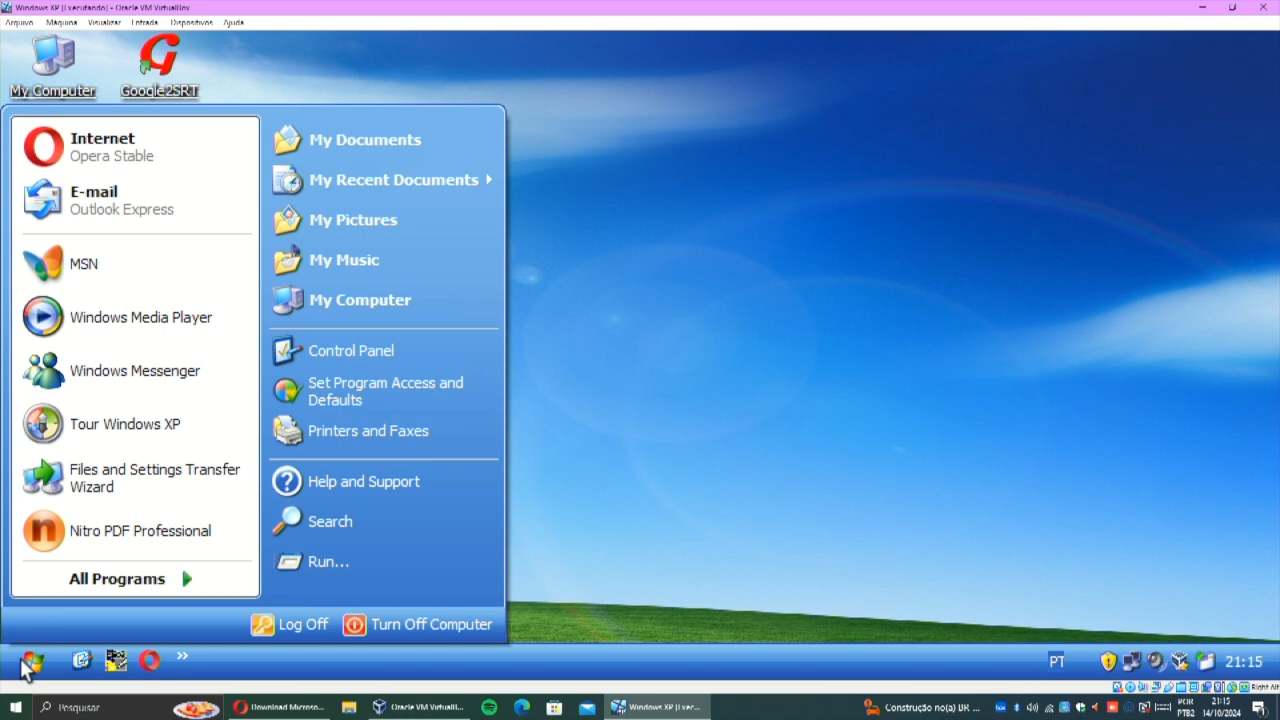 Windows XP [Executando] - Oracle VM VirtualBox
Arquivo Máquina Visualizar Entrada Dispositivos Ajuda
My Computer
Google2SRT
Internet
Opera Stable
E-mail
Outlook Express
MSN
Windows Media Player
Windows Messenger
Tour Windows XP
Files and Settings Transfer
Wizard
Nitro PDF Professional
All Programs
My Documents
My Recent Documents
My Pictures
My Music
My Computer
Control Panel
Set Program Access and
Defaults
Printers and Faxes
Help and Support
Search
Run...
Log Off
Turn Off Computer
PT
21:15
Right Alt
Pesquisar
Download Microso...
Oracle VM VirtualB...
Windows XP [Exec...
Construção no(a) BR ...
POR
PTB2
21:15
14/10/2024